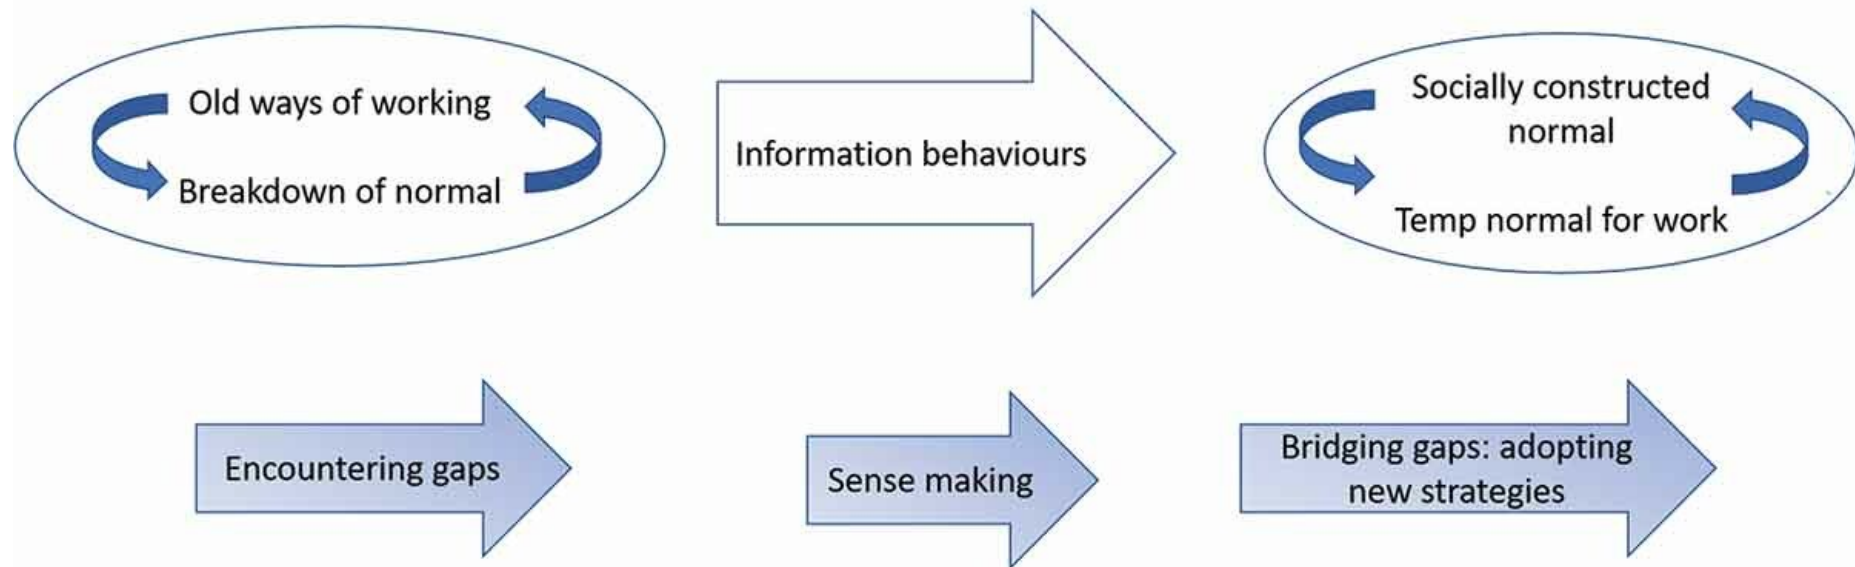 Old ways of working
Breakdown of normal
Information behaviours
Socially constructed
normal
Temp normal for work
Encountering gaps
Sense making
Bridging gaps: adopting
new strategies